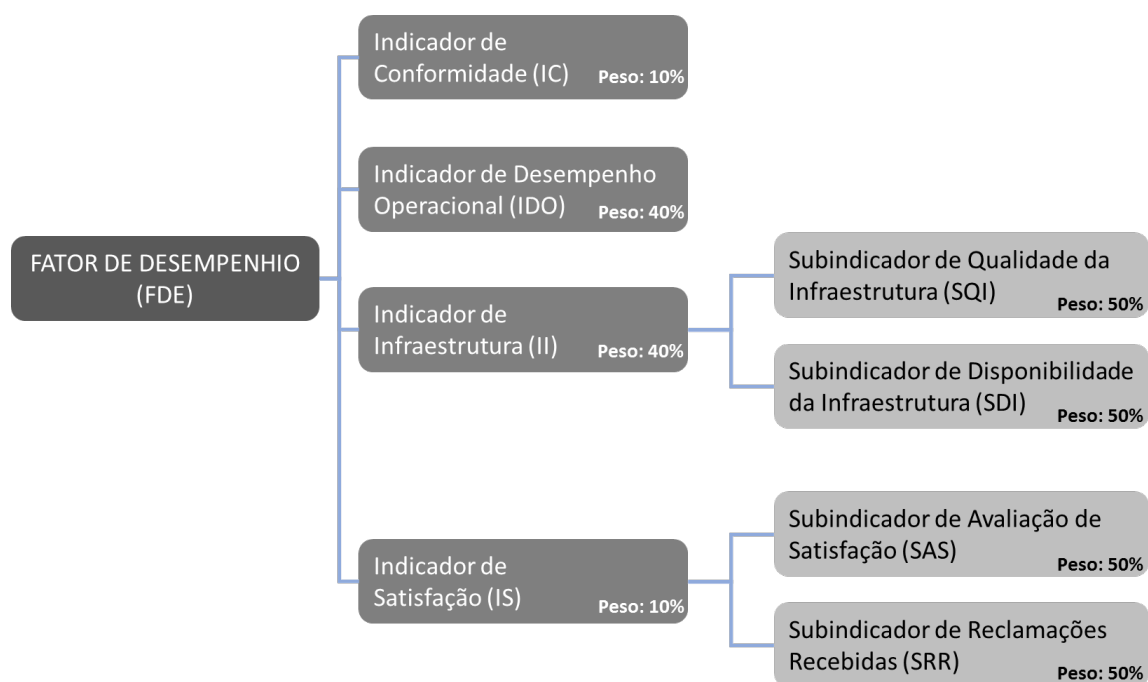 Indicador de
Conformidade (IC)
Peso: 10%
Indicador de Desempenho
Operacional (IDO)
Peso: 40%
FATOR DE DESEMPENHIO
(FDE)
Indicador de
Infraestrutura (II)
Peso: 40%
Subindicador de Qualidade da
Infraestrutura (SQI)
Peso: 50%
Subindicador de Disponibilidade
da Infraestrutura (SDI)
Peso: 50%
Indicador de
Satisfação (IS)
Peso: 10%
Subindicador de Avaliação de
Satisfação (SAS)
Peso: 50%
Subindicador de Reclamações
Recebidas (SRR)
Peso: 50%